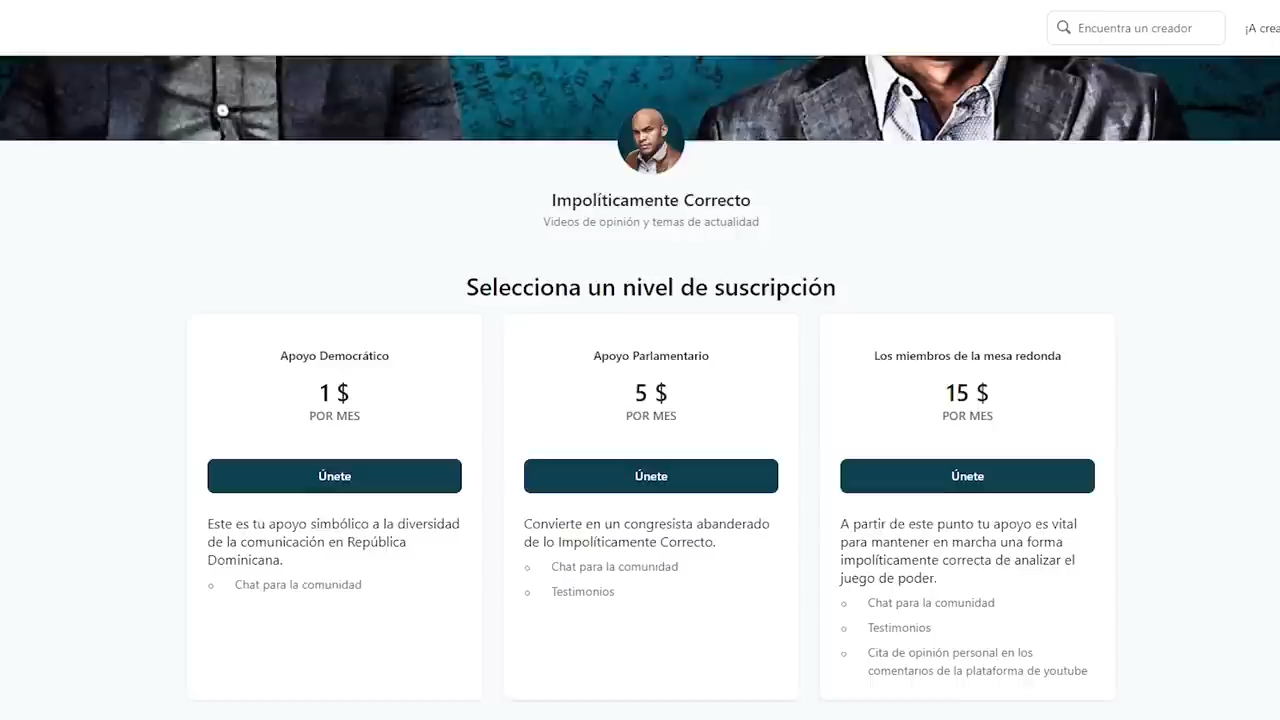 Encuentra un creador
¡A crea
Impolíticamente Correcto
Videos de opinión y temas de actualidad
Selecciona un nivel de suscripción
Apoyo Democrático
1 $
POR MES
Únete
Este es tu apoyo simbólico a la diversidad
de la comunicación en República
Dominicana.
Chat para la comunidad
Apoyo Parlamentario
5 $
POR MES
Únete
Convierte en un congresista abanderado
de lo Impolíticamente Correcto.
Chat para la comunidad
Testimonios
Los miembros de la mesa redonda
15 $
POR MES
Únete
A partir de este punto tu apoyo es vital
para mantener en marcha una forma
impolíticamente correcta de analizar el
juego de poder.
Chat para la comunidad
Testimonios
Cita de opinión personal en los
comentarios de la plataforma de youtube